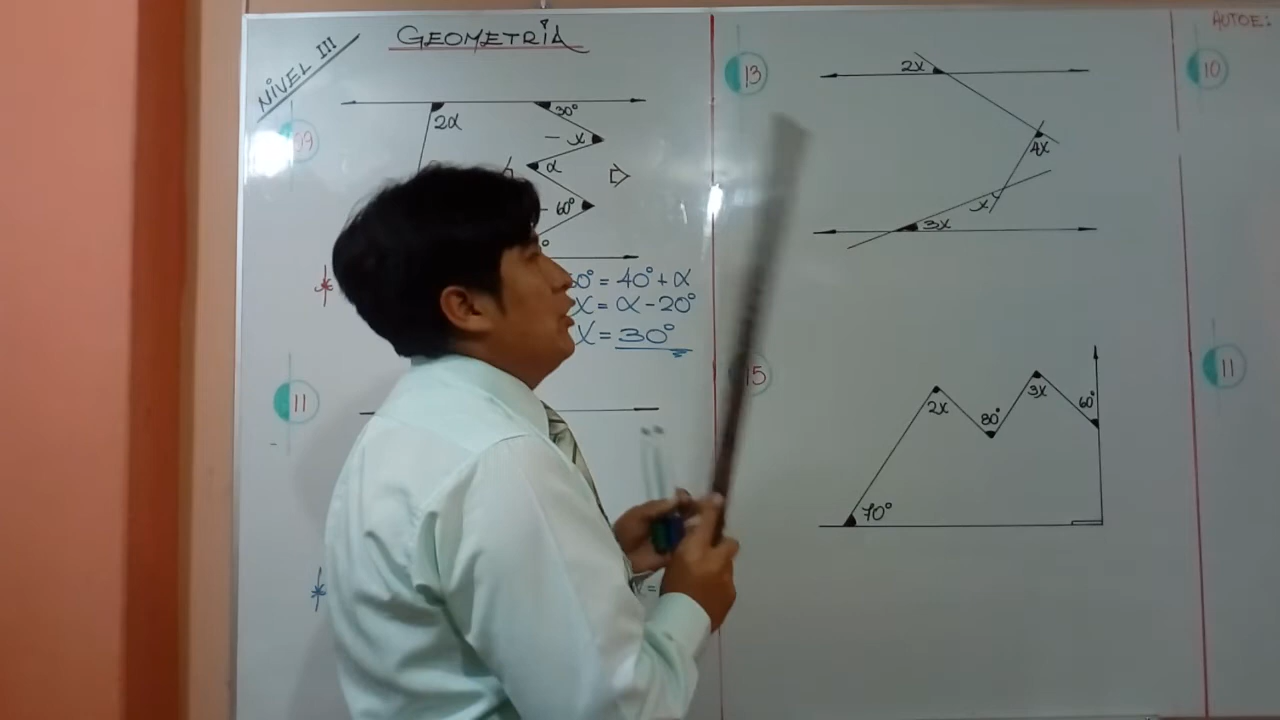 GEOMETRIA
NIVEL III
09
2α
30°
x
α
60°
40° + α
X = α - 20°
X = 30°
11
13
2x
4x
x
3x
15
2x
80°
3x
60°
70°
AUTOE
10
11